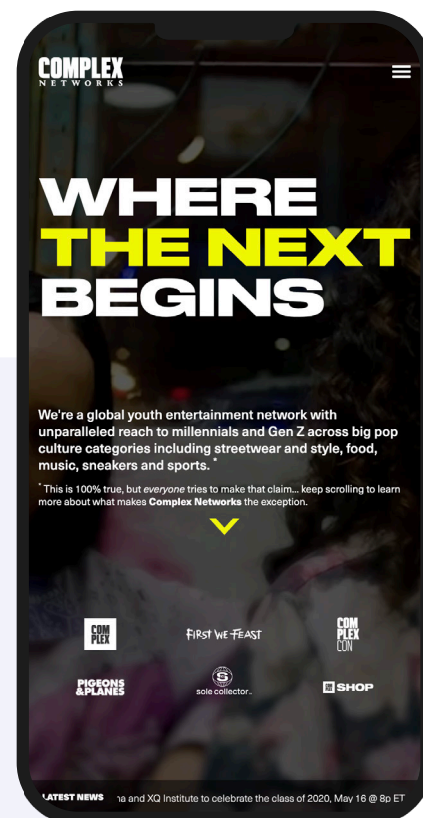 COMPLEX
NETWORKS
WHERE
THE NEXT
BEGINS
We're a global youth entertainment network with
unparalleled reach to millennials and Gen Z across big pop
culture categories including streetwear and style, food,
music, sneakers and sports. *
* This is 100% true, but everyone tries to make that claim... keep scrolling to learn
more about what makes Complex Networks the exception.
COM
PLEX
FIRST WE FEAST
COM
PLEX
CON
PIGEONS
&PLANES
S
sole collector
SHOP
LATEST NEWS and XQ Institute to celebrate the class of 2020, May 16 @ 8p ET